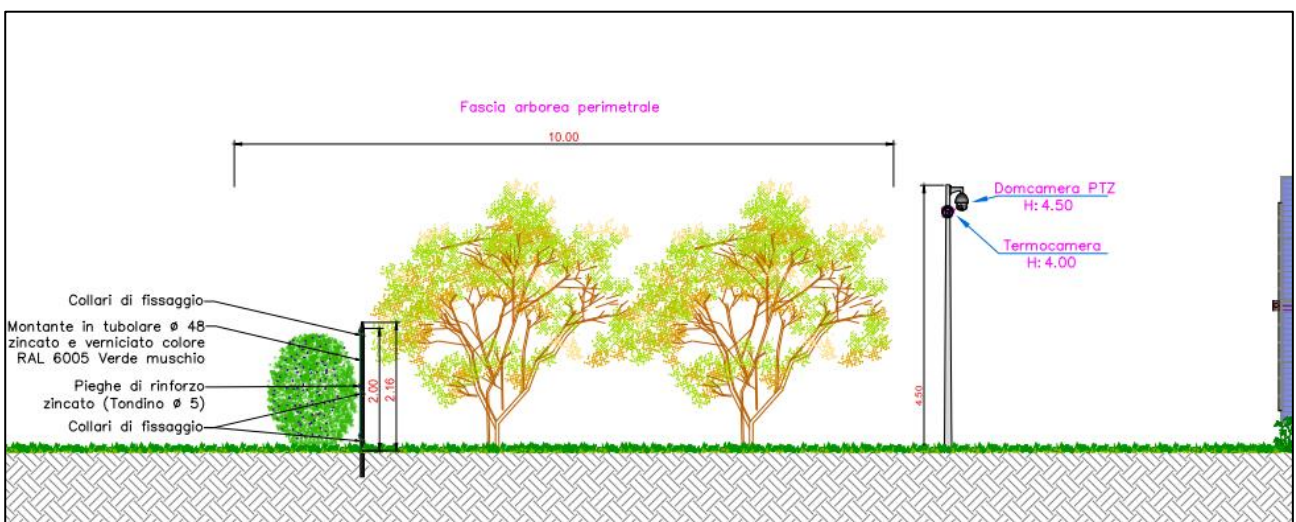 Fascia arborea perimetrale
10.00
Domcamera PTZ
H: 4.50
Termocamera
H: 4.00
4.50
Collari di fissaggio
Montante in tubolare ø 48
zincato e verniciato colore
RAL 6005 Verde muschio
Pieghe di rinforzo
zincato (Tondino ø 5)
Collari di fissaggio
2.00
2.16